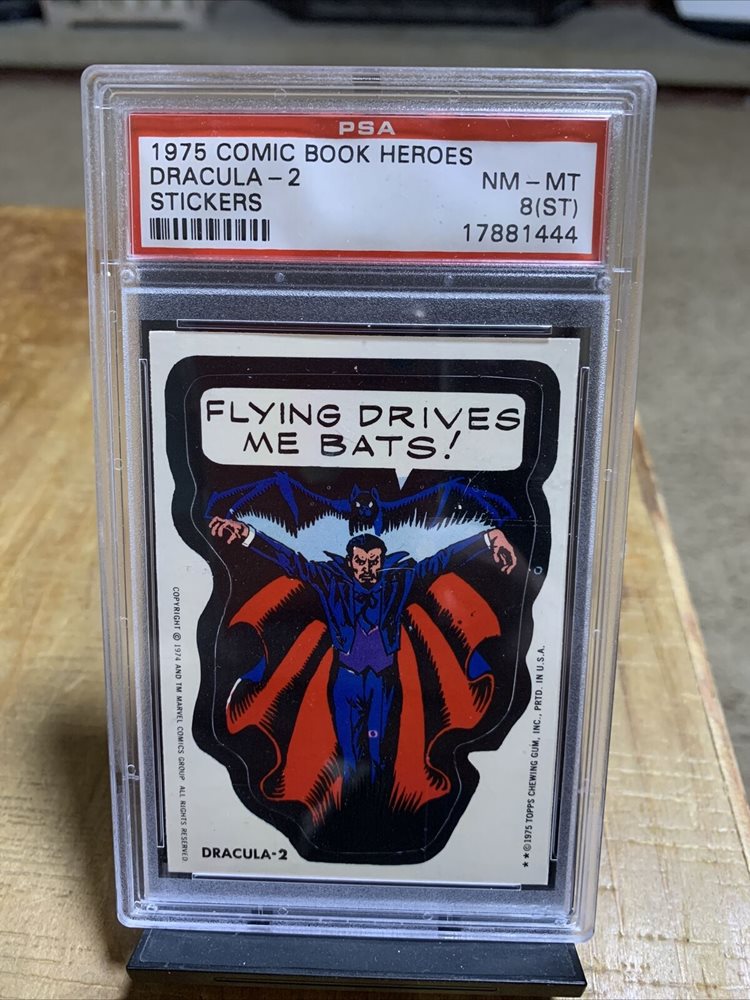 PSA
1975 COMIC BOOK HEROES
DRACULA – 2
NM – MT
STICKERS
8(ST)
17881444
FLYING DRIVES
ME BATS!
COPYRIGHT © 1974 AND TM MARVEL COMICS GROUP ALL RIGHTS RESERVED
★★©1975 TOPPS CHEWING GUM, INC., PRTD. IN U.S.A.
DRACULA-2